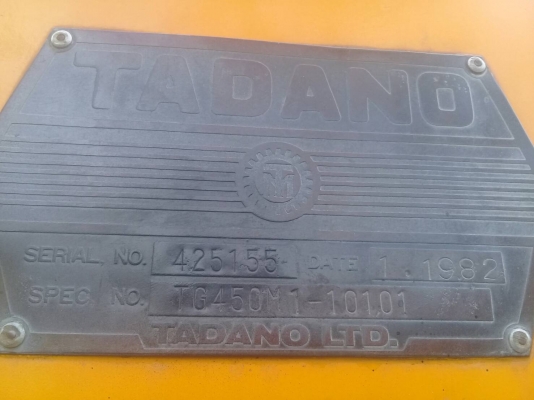 TADANO
SERIAL NO. 425155 DATE 1.1982
SPEC. NO. TG450M1-10101
TADANO LTD.